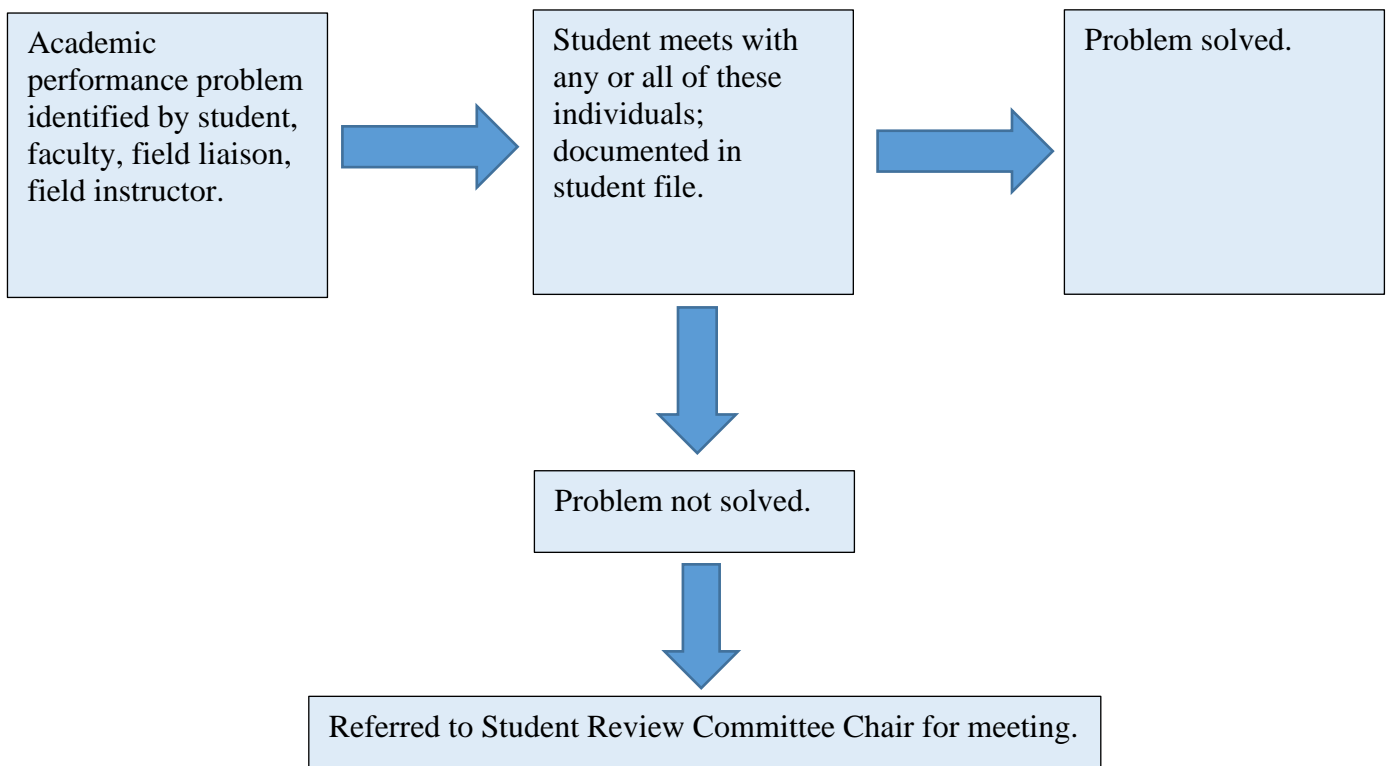 Academic
performance problem
identified by student,
faculty, field liaison,
field instructor.
Student meets with
any or all of these
individuals;
documented in
student file.
Problem solved.
Problem not solved.
Referred to Student Review Committee Chair for meeting.